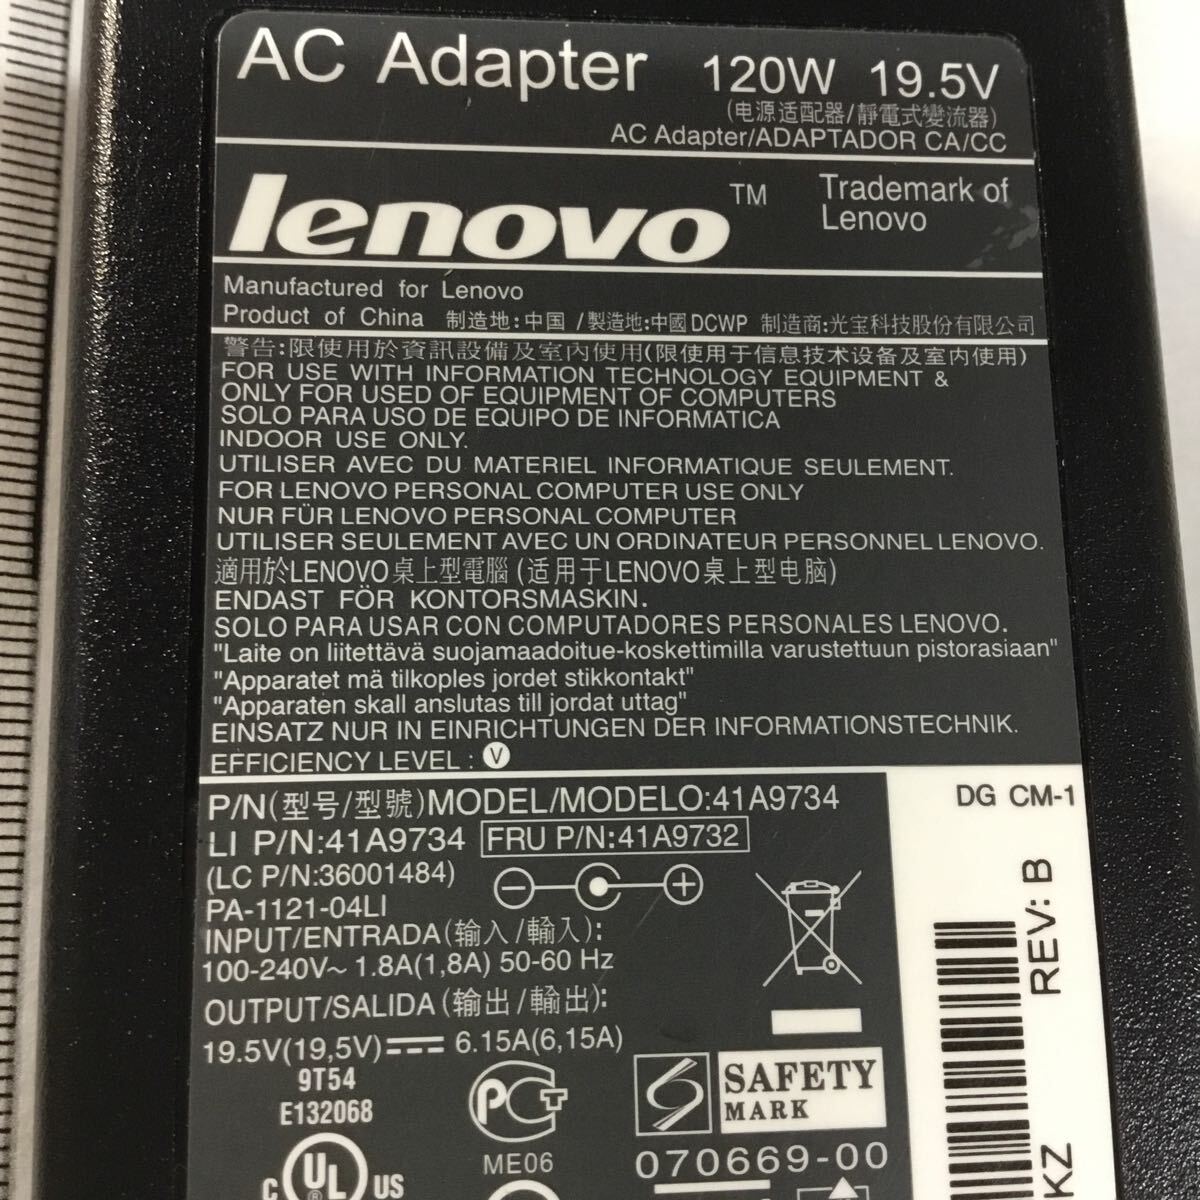 AC Adapter 120W 19.5V
(电源适配器/靜電式變流器)
AC Adapter/ADAPTADOR CA/CC
lenovo TM
Trademark of
Lenovo
Manufactured for Lenovo
Product of China 制造地:中国 /製造地:中國DCWP 制造商:光宝科技股份有限公司
警告:限使用於資訊設備及室內使用(限使用于信息技术设备及室内使用)
FOR USE WITH INFORMATION TECHNOLOGY EQUIPMENT &
ONLY FOR USED OF EQUIPMENT OF COMPUTERS
SOLO PARA USO DE EQUIPO DE INFORMATICA
INDOOR USE ONLY.
UTILISER AVEC DU MATERIEL INFORMATIQUE SEULEMENT.
FOR LENOVO PERSONAL COMPUTER USE ONLY
NUR FÜR LENOVO PERSONAL COMPUTER
UTILISER SEULEMENT AVEC UN ORDINATEUR PERSONNEL LENOVO.
適用於LENOVO桌上型電腦(适用于LENOVO桌上型电脑)
ENDAST FÖR KONTORSMASKIN.
SOLO PARA USAR CON COMPUTADORES PERSONALES LENOVO.
"Laite on liitettävä suojamaadoitue-koskettimilla varustettuun pistorasiaan"
"Apparatet mä tilkoples jordet stikkontakt"
"Apparaten skall anslutas till jordat uttag"
EINSATZ NUR IN EINRICHTUNGEN DER INFORMATIONSTECHNIK.
EFFICIENCY LEVEL : V
P/N(型号/型號)MODEL/MODELO:41A9734
LI P/N:41A9734 FRU P/N:41A9732
(LC P/N:36001484)
PA-1121-04LI
INPUT/ENTRADA(输入/輸入):
100-240V~ 1.8A(1,8A) 50-60 Hz
OUTPUT/SALIDA(输出/輸出):
19.5V(19,5V) 6.15A(6,15A)
9T54
E132068
c UL ® US
PCT
ME06
SAFETY
MARK
070669-00
DG CM-1
REV: B
KZ